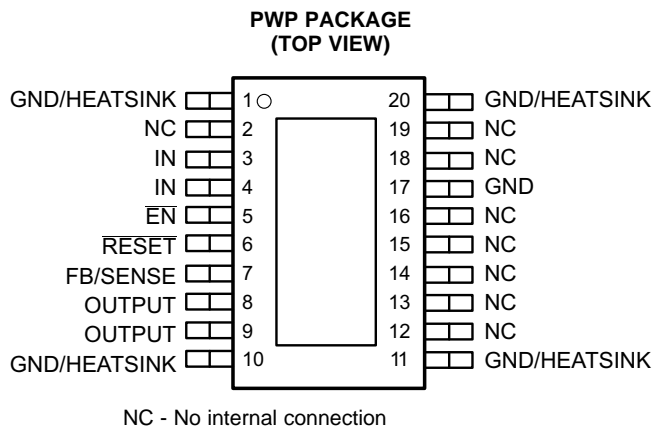 PWP PACKAGE
(TOP VIEW)
GND/HEATSINK 1 20 GND/HEATSINK
NC 2 19 NC
IN 3 18 NC
IN 4 17 GND
E̅N̅ 5 16 NC
R̅E̅S̅E̅T̅ 6 15 NC
FB/SENSE 7 14 NC
OUTPUT 8 13 NC
OUTPUT 9 12 NC
GND/HEATSINK 10 11 GND/HEATSINK
NC - No internal connection